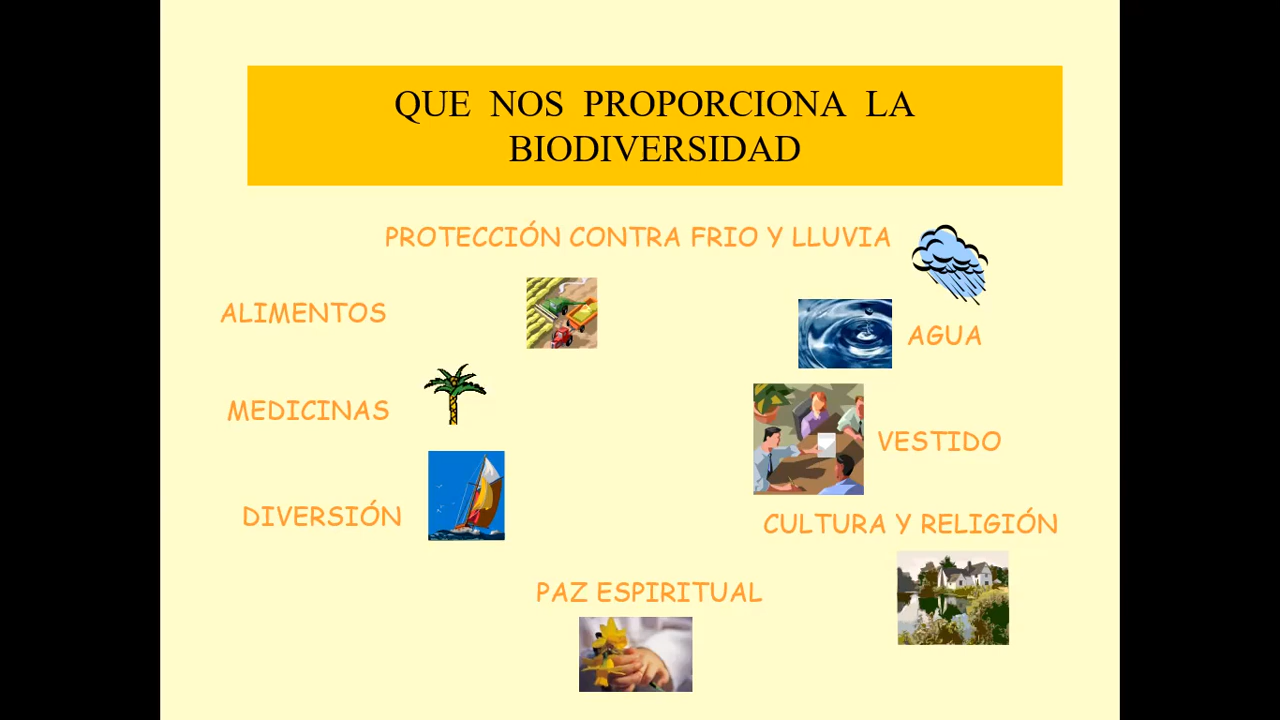 QUE NOS PROPORCIONA LA
BIODIVERSIDAD
PROTECCIÓN CONTRA FRIO Y LLUVIA
ALIMENTOS
AGUA
MEDICINAS
VESTIDO
DIVERSIÓN
CULTURA Y RELIGIÓN
PAZ ESPIRITUAL